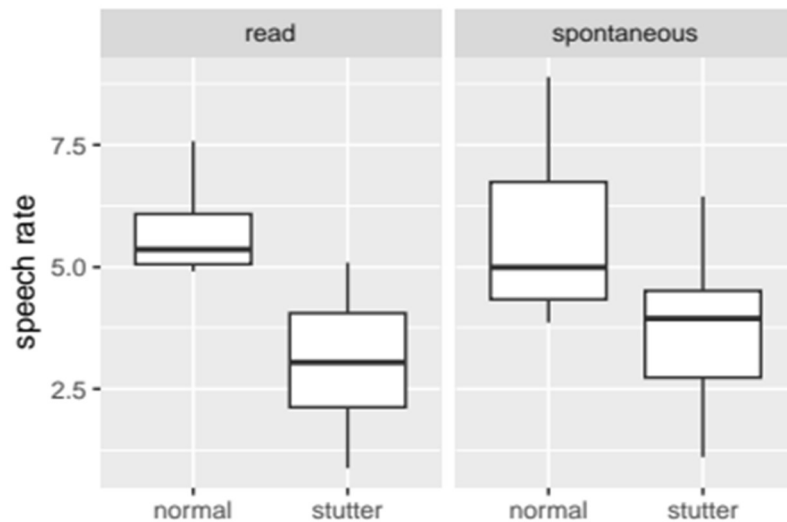 read
spontaneous
speech rate
7.5
5.0
2.5
normal
stutter
normal
stutter